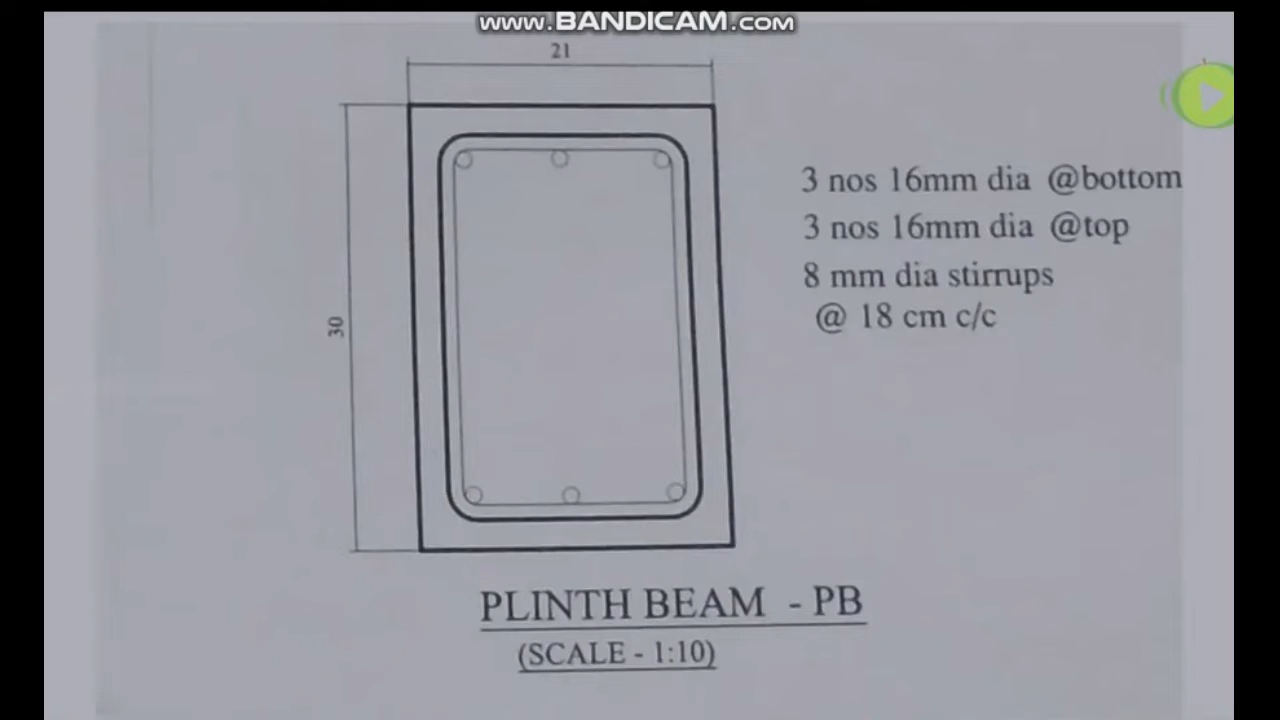 www.BANDICAM.com
21
30
3 nos 16mm dia @bottom
3 nos 16mm dia @top
8 mm dia stirrups
@ 18 cm c/c
PLINTH BEAM - PB
(SCALE - 1:10)